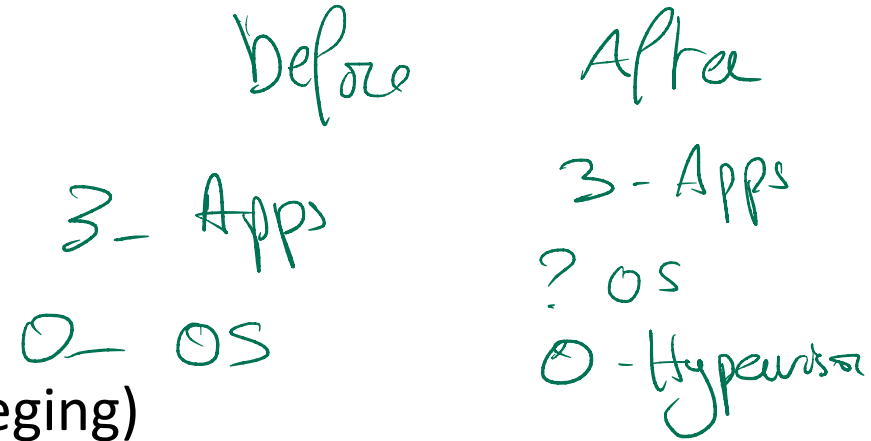 Before After
3- Apps 3 - Apps
? OS
0- OS
0 - Hypervisor
eging)